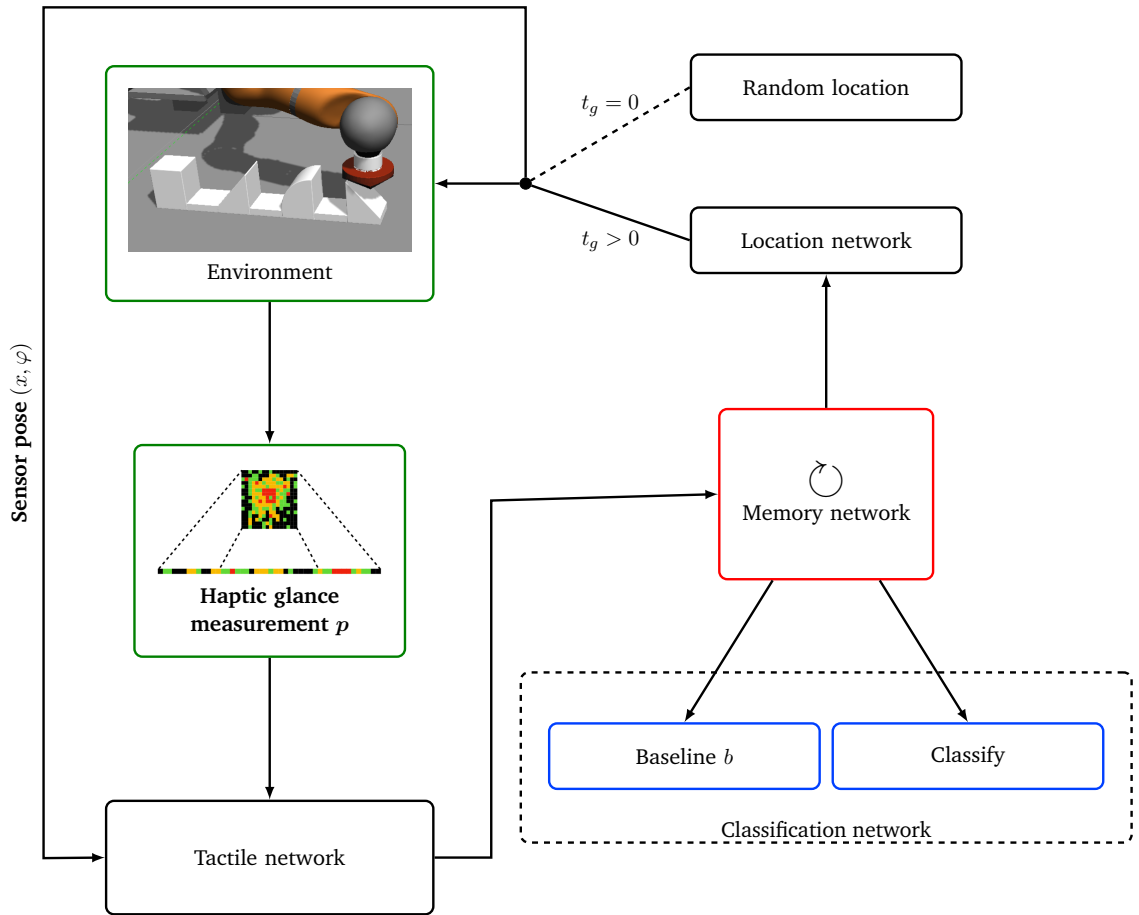 Random location
t_g = 0
Location network
t_g > 0
Environment
Sensor pose (x, φ)
Memory network
Haptic glance
measurement p
Baseline b
Classify
Classification network
Tactile network